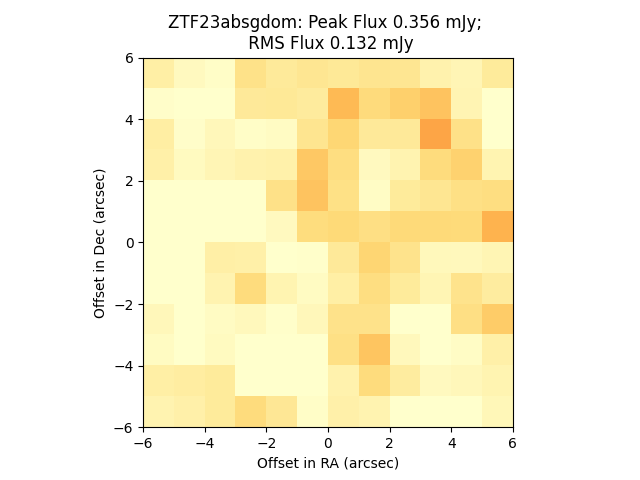 ZTF23absgdom: Peak Flux 0.356 mJy;
RMS Flux 0.132 mJy
6
4
2
0
−2
−4
−6
Offset in Dec (arcsec)
−6 −4 −2 0 2 4 6
Offset in RA (arcsec)